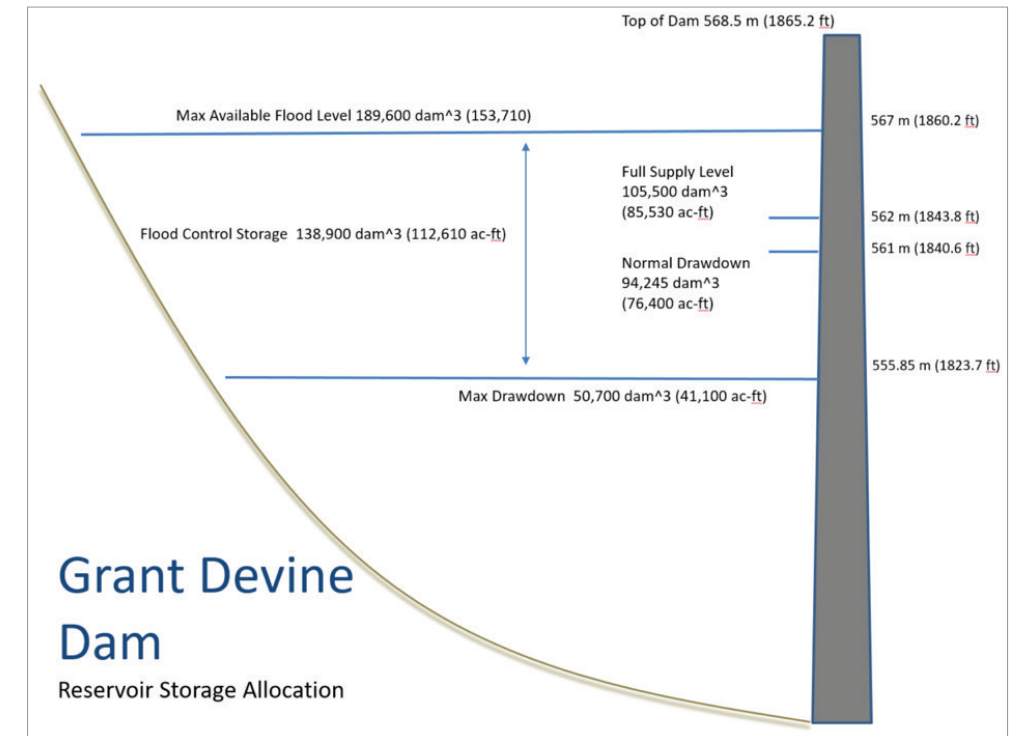 Top of Dam 568.5 m (1865.2 ft)
Max Available Flood Level 189,600 dam^3 (153,710)
567 m (1860.2 ft)
Full Supply Level
105,500 dam^3
(85,530 ac-ft)
562 m (1843.8 ft)
Flood Control Storage  138,900 dam^3 (112,610 ac-ft)
561 m (1840.6 ft)
Normal Drawdown
94,245 dam^3
(76,400 ac-ft)
555.85 m (1823.7 ft)
Max Drawdown  50,700 dam^3 (41,100 ac-ft)
Grant Devine
Dam
Reservoir Storage Allocation